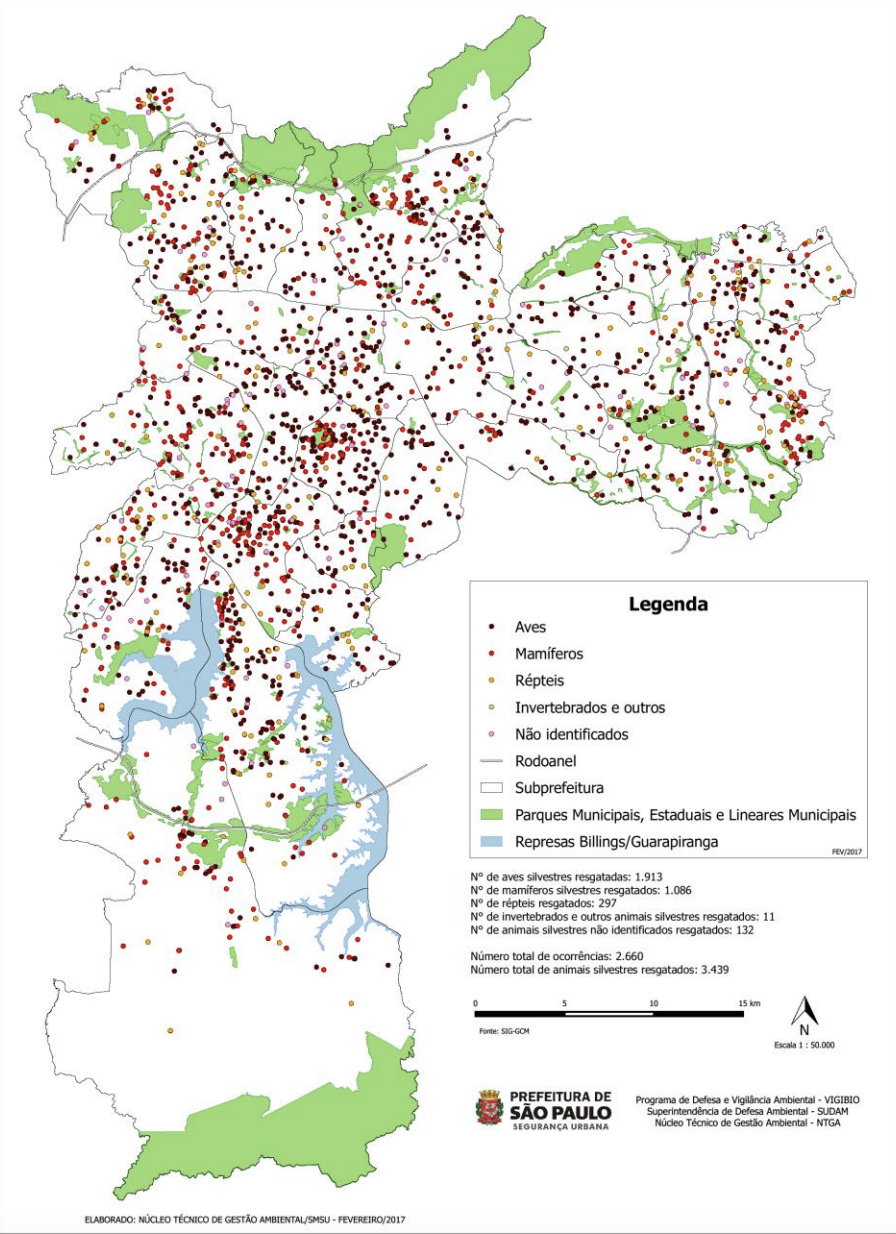 Legenda
Aves
Mamíferos
Répteis
Invertebrados e outros
Não identificados
Rodoanel
Subprefeitura
Parques Municipais, Estaduais e Lineares Municipais
Represas Billings/Guarapiranga
FEV/2017
N° de aves silvestres resgatadas: 1.913
N° de mamíferos silvestres resgatados: 1.086
N° de répteis resgatados: 297
N° de invertebrados e outros animais silvestres resgatados: 11
N° de animais silvestres não identificados resgatados: 132
Número total de ocorrências: 2.660
Número total de animais silvestres resgatados: 3.439
0 5 10 15 km
Fonte: SIG-GCM
N
Escala 1 : 50.000
PREFEITURA DE
SÃO PAULO
SEGURANÇA URBANA
Programa de Defesa e Vigilância Ambiental - VIGIBIO
Superintendência de Defesa Ambiental - SUDAM
Núcleo Técnico de Gestão Ambiental - NTGA
ELABORADO: NÚCLEO TÉCNICO DE GESTÃO AMBIENTAL/SMSU - FEVEREIRO/2017